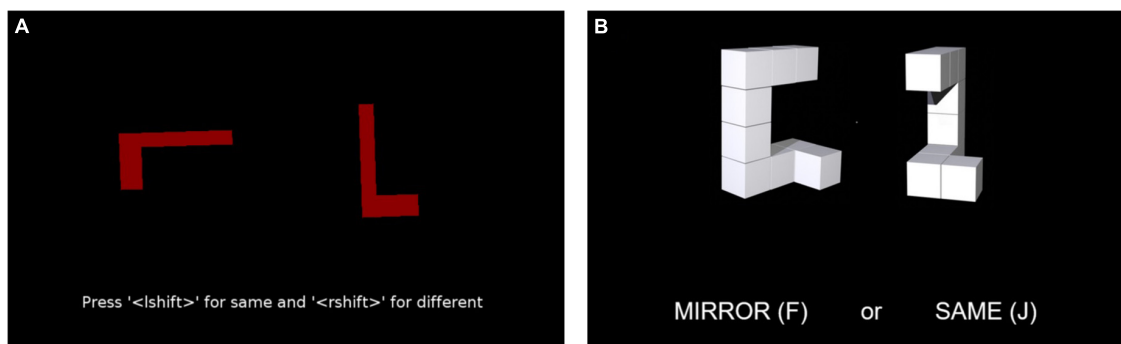 A
Press '<lshift>' for same and '<rshift>' for different
B
MIRROR (F) or SAME (J)